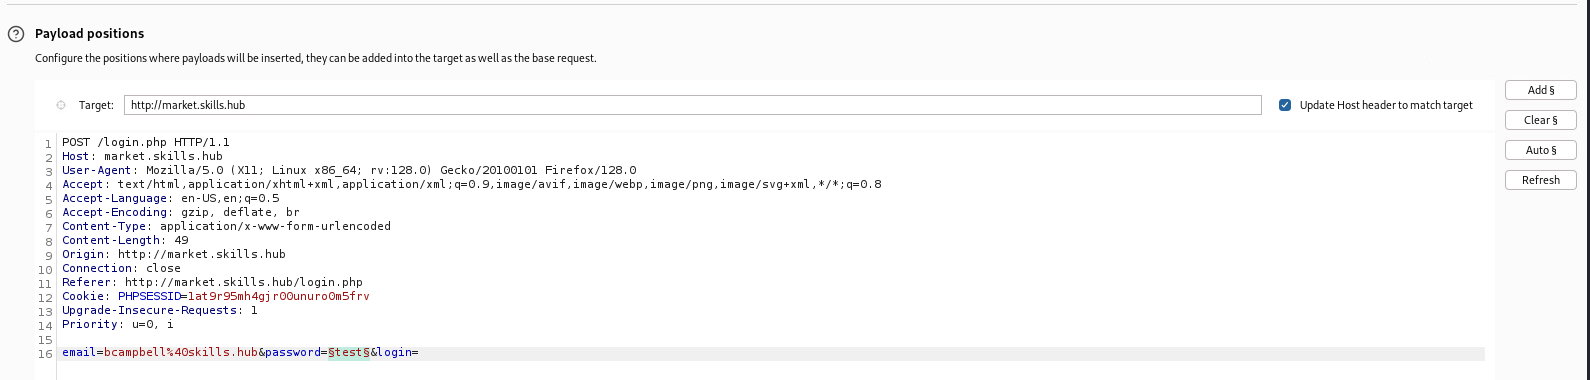 Payload positions
Configure the positions where payloads will be inserted, they can be added into the target as well as the base request.
Target: http://market.skills.hub
Update Host header to match target
Add §
Clear §
Auto §
Refresh
1 POST /login.php HTTP/1.1
2 Host: market.skills.hub
3 User-Agent: Mozilla/5.0 (X11; Linux x86_64; rv:128.0) Gecko/20100101 Firefox/128.0
4 Accept: text/html,application/xhtml+xml,application/xml;q=0.9,image/avif,image/webp,image/png,image/svg+xml,*/*;q=0.8
5 Accept-Language: en-US,en;q=0.5
6 Accept-Encoding: gzip, deflate, br
7 Content-Type: application/x-www-form-urlencoded
8 Content-Length: 49
9 Origin: http://market.skills.hub
10 Connection: close
11 Referer: http://market.skills.hub/login.php
12 Cookie: PHPSESSID=1at9r95mh4gjr00unuro0m5frv
13 Upgrade-Insecure-Requests: 1
14 Priority: u=0, i
15
16 email=bcampbell%40skills.hub&password=§test§&login=